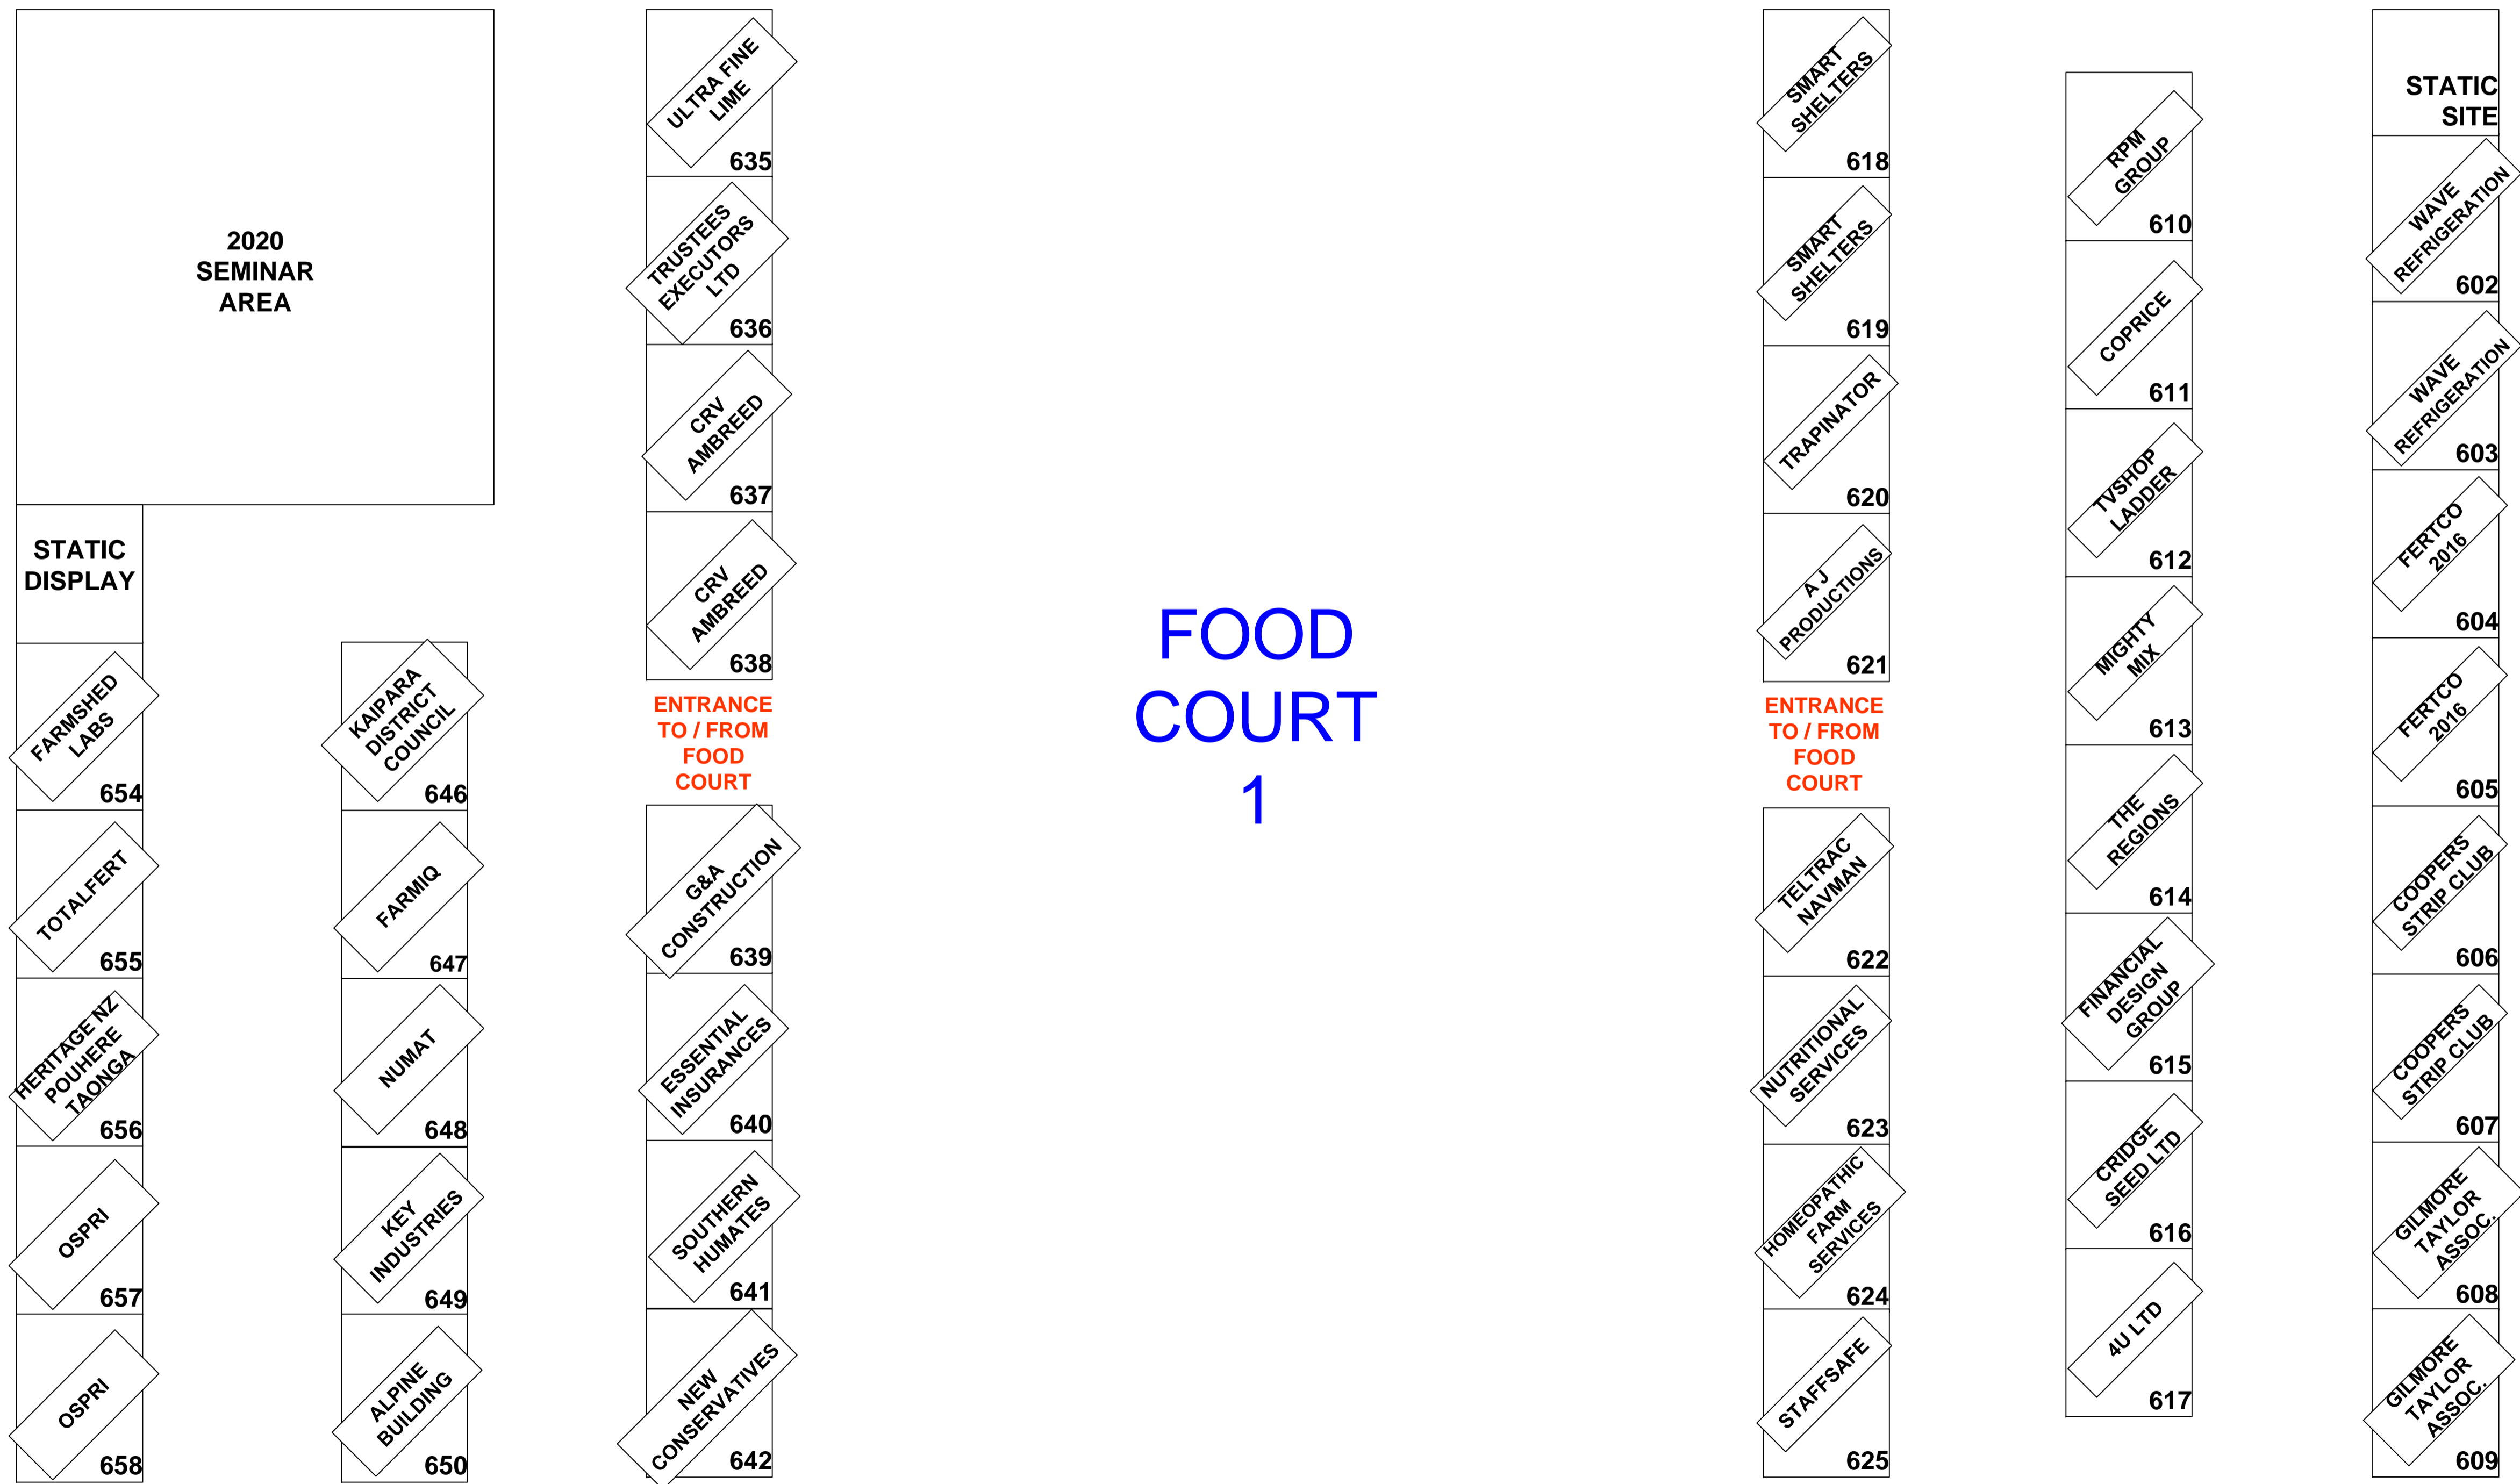 2020
SEMINAR
AREA
STATIC
DISPLAY
FARMSHED
LABS
654
TOTALFERT
655
HERITAGE NZ
POUHERE
TAONGA
656
OSPRI
657
OSPRI
658
KAIPARA
DISTRICT
COUNCIL
646
FARMIQ
647
NUMAT
648
KEY
INDUSTRIES
649
ALPINE
BUILDING
650
ULTRA FINE
LIME
635
TRUSTEES
EXECUTORS
LTD
636
CRV
AMBREED
637
CRV
AMBREED
638
ENTRANCE
TO / FROM
FOOD
COURT
G&A
CONSTRUCTION
639
ESSENTIAL
INSURANCES
640
SOUTHERN
HUMATES
641
NEW
CONSERVATIVES
642
FOOD
COURT
1
SMART
SHELTERS
618
SMART
SHELTERS
619
TRAPINATOR
620
A J
PRODUCTIONS
621
ENTRANCE
TO / FROM
FOOD
COURT
TELTRAC
NAVMAN
622
NUTRITIONAL
SERVICES
623
HOMEOPATHIC
FARM
SERVICES
624
STAFFSAFE
625
RPM
GROUP
610
COPRICE
611
TVSHOP
LADDER
612
MIGHTY
MIX
613
THE
REGIONS
614
FINANCIAL
DESIGN
GROUP
615
CRIDGE
SEED LTD
616
4U LTD
617
STATIC
SITE
WAVE
REFRIGERATION
602
WAVE
REFRIGERATION
603
FERTCO
2016
604
FERTCO
2016
605
COOPERS
STRIP CLUB
606
COOPERS
STRIP CLUB
607
GILMORE
TAYLOR
ASSOC.
608
GILMORE
TAYLOR
ASSOC.
609